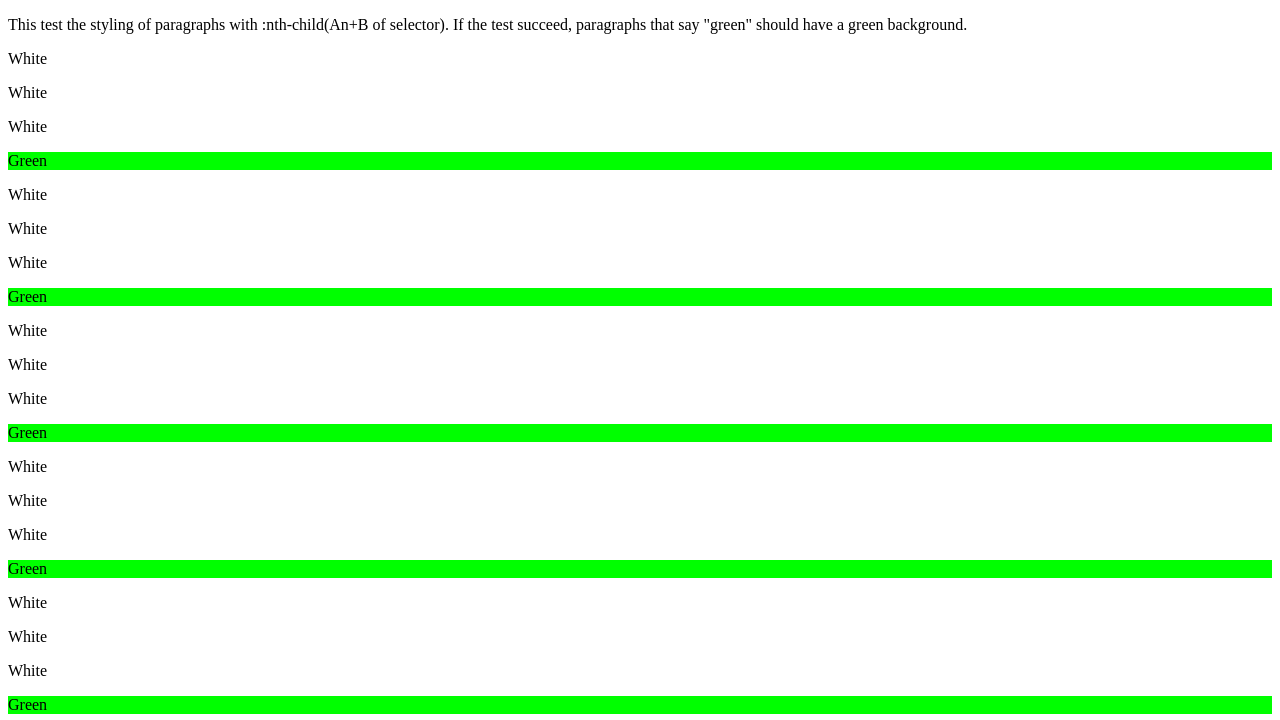 This test the styling of paragraphs with :nth-child(An+B of selector). If the test succeed, paragraphs that say "green" should have a green background.
White
White
White
Green
White
White
White
Green
White
White
White
Green
White
White
White
Green
White
White
White
Green